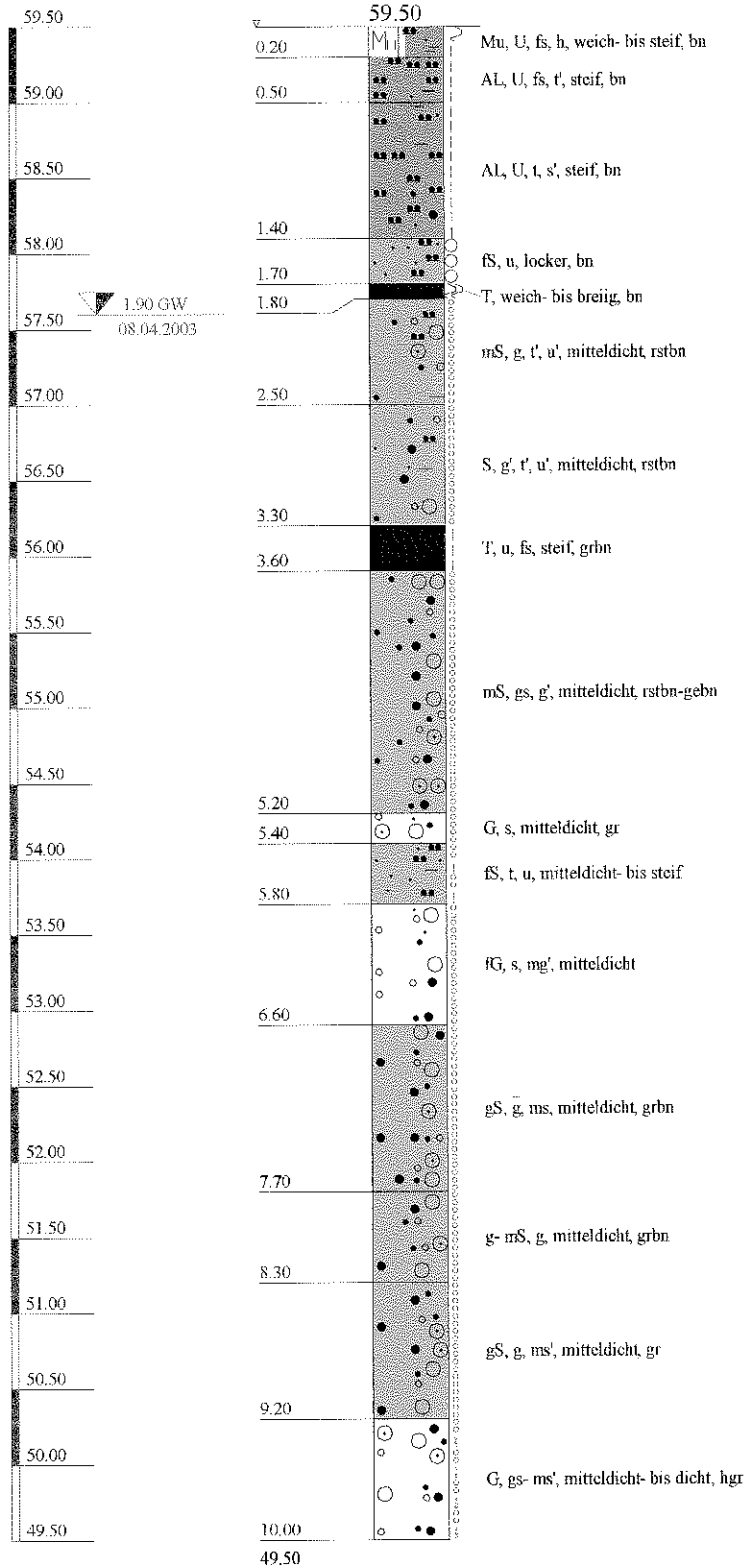 59.50
59.50
Mu
Mu, U, fs, h, weich- bis steif, bn
0.20
AL, U, fs, t', steif, bn
59.00
0.50
58.50
AL, U, t, s', steif, bn
1.40
58.00
fS, u, locker, bn
1.70
T, weich- bis breiig, bn
1.80
1.90 GW
08.04.2003
57.50
mS, g, t', u', mitteldicht, rstbn
57.00
2.50
56.50
S, g', t', u', mitteldicht, rstbn
3.30
56.00
T, u, fs, steif, grbn
3.60
55.50
55.00
mS, gs, g', mitteldicht, rstbn-gebn
54.50
5.20
G, s, mitteldicht, gr
5.40
54.00
fS, t, u, mitteldicht- bis steif
5.80
53.50
fG, s, mg', mitteldicht
53.00
6.60
52.50
gS, g̅, ms, mitteldicht, grbn
52.00
7.70
51.50
g- mS, g, mitteldicht, grbn
8.30
51.00
gS, g, ms', mitteldicht, gr
50.50
9.20
50.00
G, gs- ms', mitteldicht- bis dicht, hgr
49.50
10.00
49.50